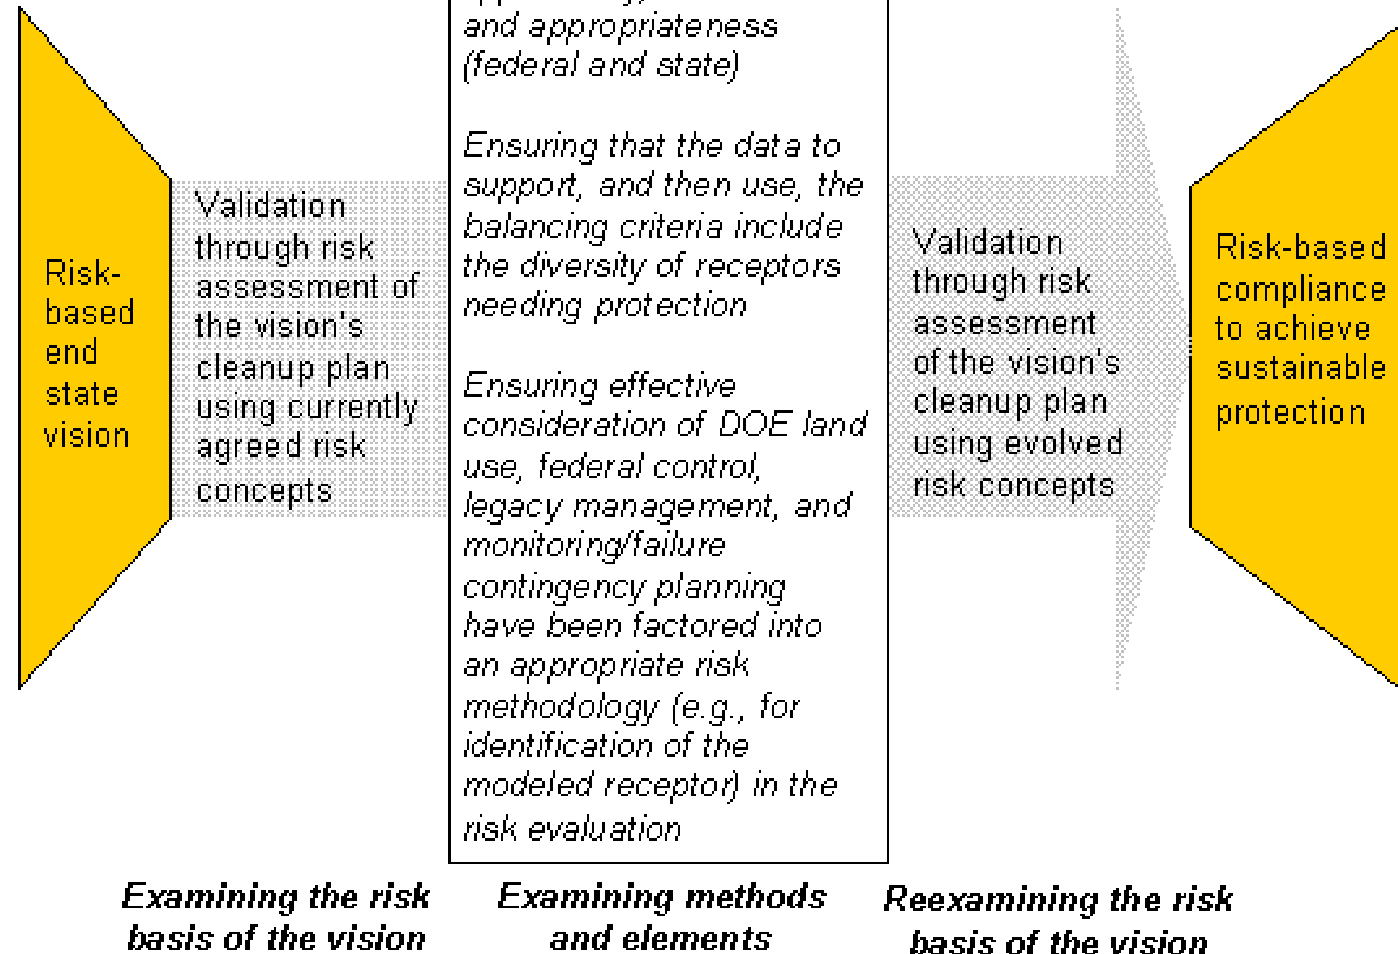 Risk-
based
end
state
vision
Validation
through risk
assessment of
the vision's
cleanup plan
using currently
agreed risk
concepts
and appropriateness
(federal and state)
Ensuring that the data to
support, and then use, the
balancing criteria include
the diversity of receptors
needing protection
Ensuring effective
consideration of DOE land
use, federal control,
legacy management, and
monitoring/failure
contingency planning
have been factored into
an appropriate risk
methodology (e.g., for
identification of the
modeled receptor) in the
risk evaluation
Validation
through risk
assessment
of the vision's
cleanup plan
using evolved
risk concepts
Risk-based
compliance
to achieve
sustainable
protection
Examining the risk
basis of the vision
Examining methods
and elements
Reexamining the risk
basis of the vision